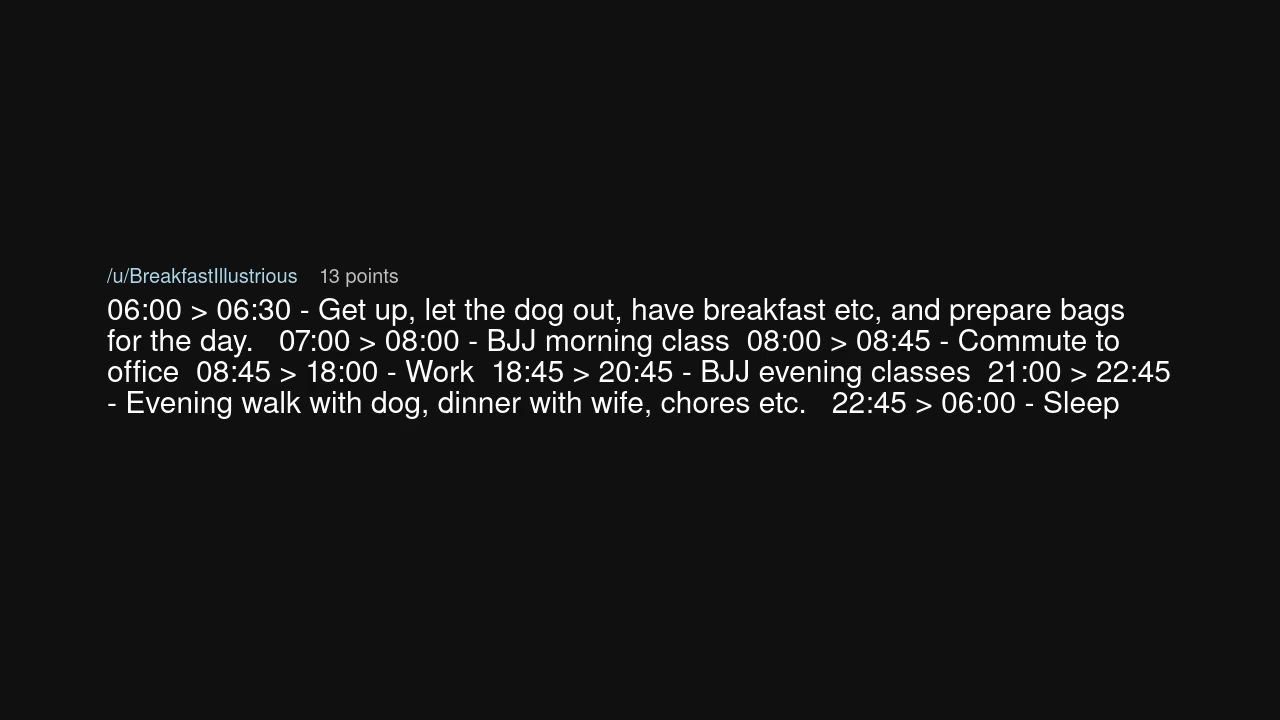 /u/BreakfastIllustrious 13 points
06:00 > 06:30 - Get up, let the dog out, have breakfast etc, and prepare bags
for the day. 07:00 > 08:00 - BJJ morning class 08:00 > 08:45 - Commute to
office 08:45 > 18:00 - Work 18:45 > 20:45 - BJJ evening classes 21:00 > 22:45
- Evening walk with dog, dinner with wife, chores etc. 22:45 > 06:00 - Sleep